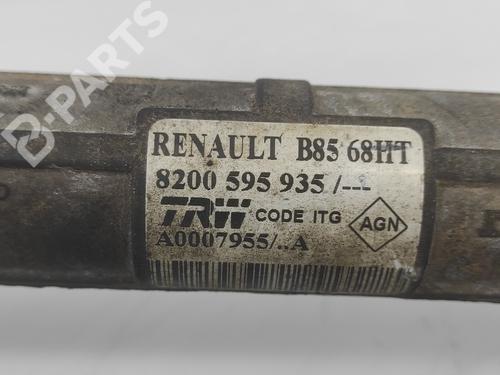 B-PARTS
RENAULT B85 68HT
8200 595 935 /---
TRW CODE ITG AGN
A0007955/..A